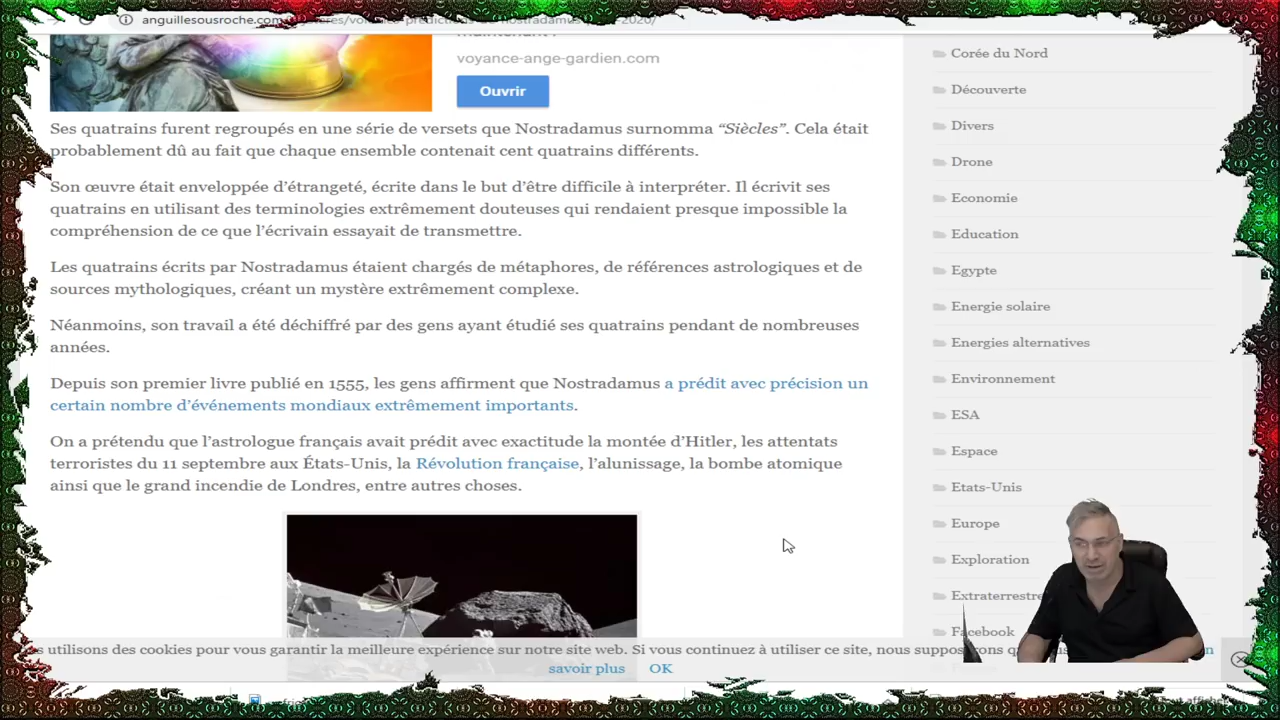 anguillesousroche.com
maintenant !
voyance-ange-gardien.com
Ouvrir
Ses quatrains furent regroupés en une série de versets que Nostradamus surnomma “Siècles”. Cela était
probablement dû au fait que chaque ensemble contenait cent quatrains différents.
Son œuvre était enveloppée d’étrangeté, écrite dans le but d’être difficile à interpréter. Il écrivit ses
quatrains en utilisant des terminologies extrêmement douteuses qui rendaient presque impossible la
compréhension de ce que l’écrivain essayait de transmettre.
Les quatrains écrits par Nostradamus étaient chargés de métaphores, de références astrologiques et de
sources mythologiques, créant un mystère extrêmement complexe.
Néanmoins, son travail a été déchiffré par des gens ayant étudié ses quatrains pendant de nombreuses
années.
Depuis son premier livre publié en 1555, les gens affirment que Nostradamus a prédit avec précision un
certain nombre d’événements mondiaux extrêmement importants.
On a prétendu que l’astrologue français avait prédit avec exactitude la montée d’Hitler, les attentats
terroristes du 11 septembre aux États-Unis, la Révolution française, l’alunissage, la bombe atomique
ainsi que le grand incendie de Londres, entre autres choses.
Corée du Nord
Découverte
Divers
Drone
Economie
Education
Egypte
Energie solaire
Energies alternatives
Environnement
ESA
Espace
Etats-Unis
Europe
Exploration
Extraterrestre
Facebook
utilisons des cookies pour vous garantir la meilleure expérience sur notre site web. Si vous continuez à utiliser ce site, nous
savoir plus OK